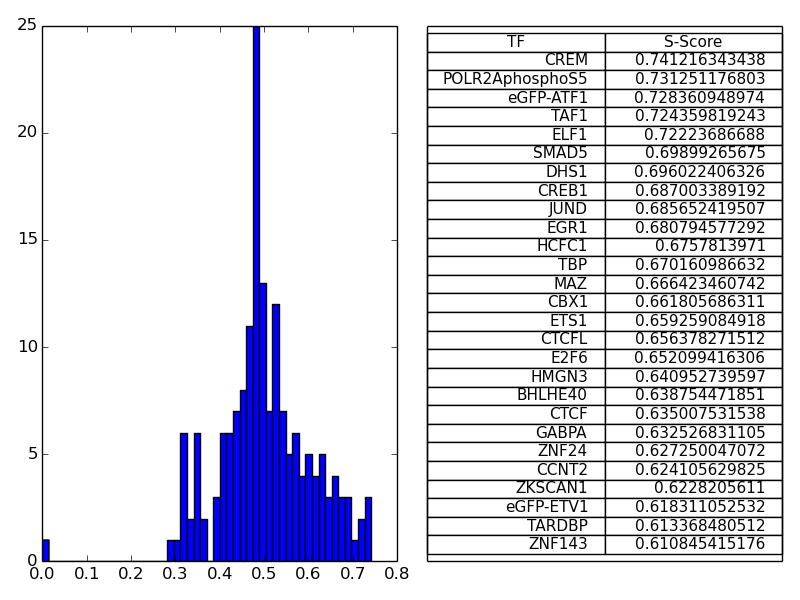 25
20
15
10
5
0
0.0 0.1 0.2 0.3 0.4 0.5 0.6 0.7 0.8
TF S-Score
CREM 0.741216343438
POLR2AphosphoS5 0.731251176803
eGFP-ATF1 0.728360948974
TAF1 0.724359819243
ELF1 0.72223686688
SMAD5 0.69899265675
DHS1 0.696022406326
CREB1 0.687003389192
JUND 0.685652419507
EGR1 0.680794577292
HCFC1 0.6757813971
TBP 0.670160986632
MAZ 0.666423460742
CBX1 0.661805686311
ETS1 0.659259084918
CTCFL 0.656378271512
E2F6 0.652099416306
HMGN3 0.640952739597
BHLHE40 0.638754471851
CTCF 0.635007531538
GABPA 0.632526831105
ZNF24 0.627250047072
CCNT2 0.624105629825
ZKSCAN1 0.6228205611
eGFP-ETV1 0.618311052532
TARDBP 0.613368480512
ZNF143 0.610845415176